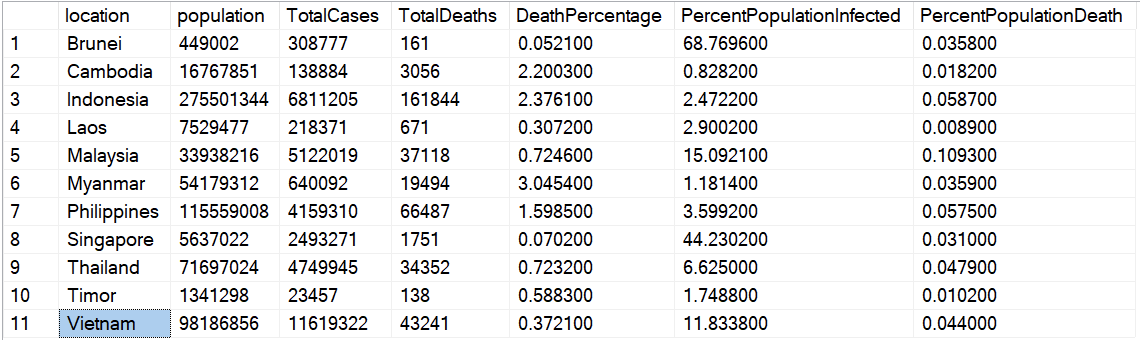 location population TotalCases TotalDeaths DeathPercentage PercentPopulationInfected PercentPopulationDeath
1 Brunei 449002 308777 161 0.052100 68.769600 0.035800
2 Cambodia 16767851 138884 3056 2.200300 0.828200 0.018200
3 Indonesia 275501344 6811205 161844 2.376100 2.472200 0.058700
4 Laos 7529477 218371 671 0.307200 2.900200 0.008900
5 Malaysia 33938216 5122019 37118 0.724600 15.092100 0.109300
6 Myanmar 54179312 640092 19494 3.045400 1.181400 0.035900
7 Philippines 115559008 4159310 66487 1.598500 3.599200 0.057500
8 Singapore 5637022 2493271 1751 0.070200 44.230200 0.031000
9 Thailand 71697024 4749945 34352 0.723200 6.625000 0.047900
10 Timor 1341298 23457 138 0.588300 1.748800 0.010200
11 Vietnam 98186856 11619322 43241 0.372100 11.833800 0.044000